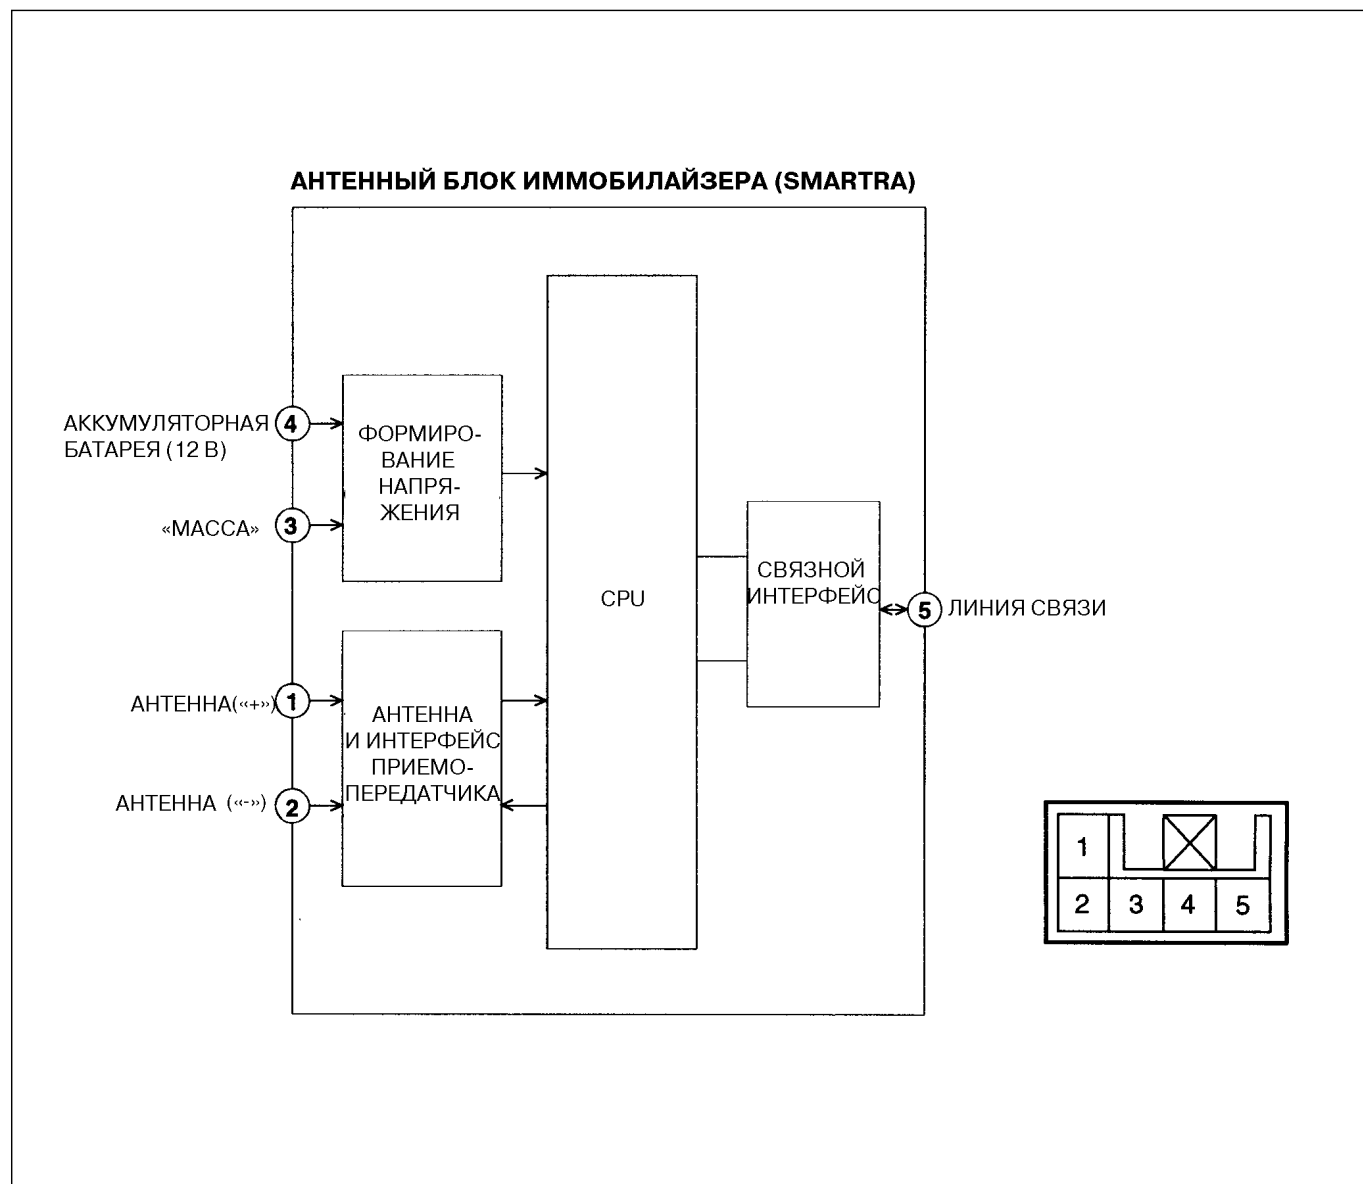 АНТЕННЫЙ БЛОК ИММОБИЛАЙЗЕРА (SMARTRA)
АККУМУЛЯТОРНАЯ
БАТАРЕЯ (12 В)
4
«МАССА»
3
ФОРМИРО-
ВАНИЕ
НАПРЯ-
ЖЕНИЯ
CPU
СВЯЗНОЙ
ИНТЕРФЕЙС
5 ЛИНИЯ СВЯЗИ
АНТЕННА(«+»)
1
АНТЕННА («-»)
2
АНТЕННА
И ИНТЕРФЕЙС
ПРИЕМО-
ПЕРЕДАТЧИКА
1
2 3 4 5